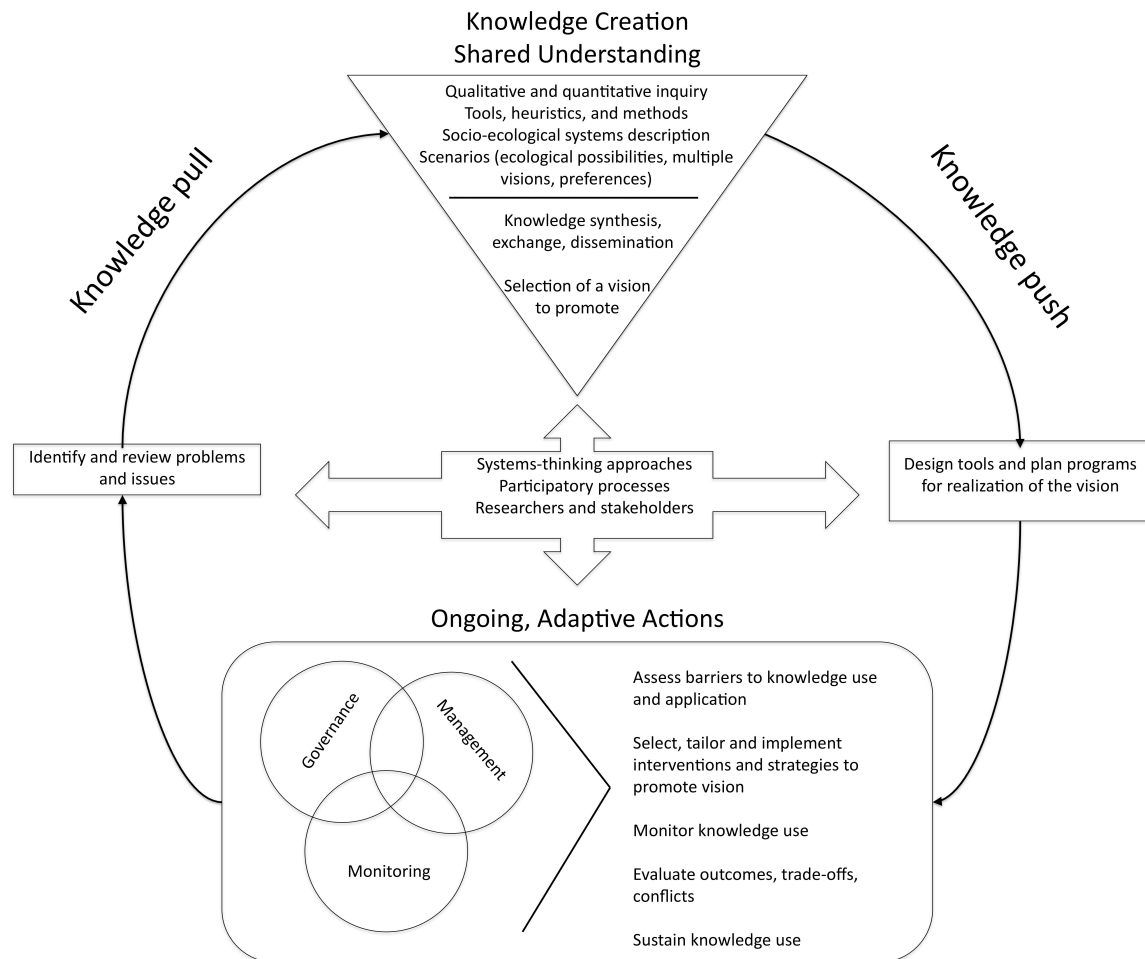 Knowledge Creation
Shared Understanding
Qualitative and quantitative inquiry
Tools, heuristics, and methods
Socio-ecological systems description
Scenarios (ecological possibilities, multiple
visions, preferences)
Knowledge synthesis,
exchange, dissemination
Selection of a vision
to promote
Knowledge pull
Knowledge push
Identify and review problems
and issues
Systems-thinking approaches
Participatory processes
Researchers and stakeholders
Design tools and plan programs
for realization of the vision
Ongoing, Adaptive Actions
Governance
Management
Monitoring
Assess barriers to knowledge use
and application
Select, tailor and implement
interventions and strategies to
promote vision
Monitor knowledge use
Evaluate outcomes, trade-offs,
conflicts
Sustain knowledge use